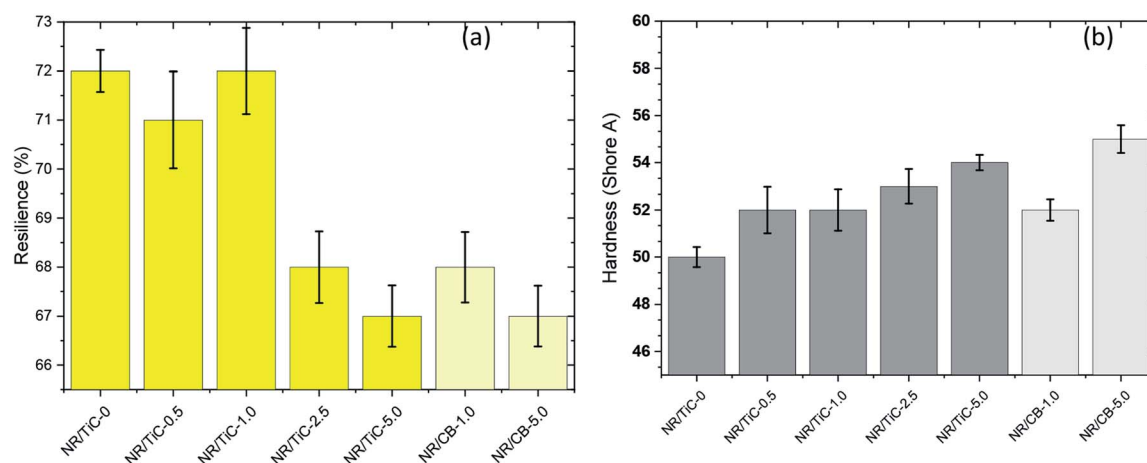 (a)
Resilience (%)
73
72
71
70
69
68
67
66
NR/TiC-0
NR/TiC-0.5
NR/TiC-1.0
NR/TiC-2.5
NR/TiC-5.0
NR/CB-1.0
NR/CB-5.0
(b)
Hardness (Shore A)
60
58
56
54
52
50
48
46
NR/TiC-0
NR/TiC-0.5
NR/TiC-1.0
NR/TiC-2.5
NR/TiC-5.0
NR/CB-1.0
NR/CB-5.0